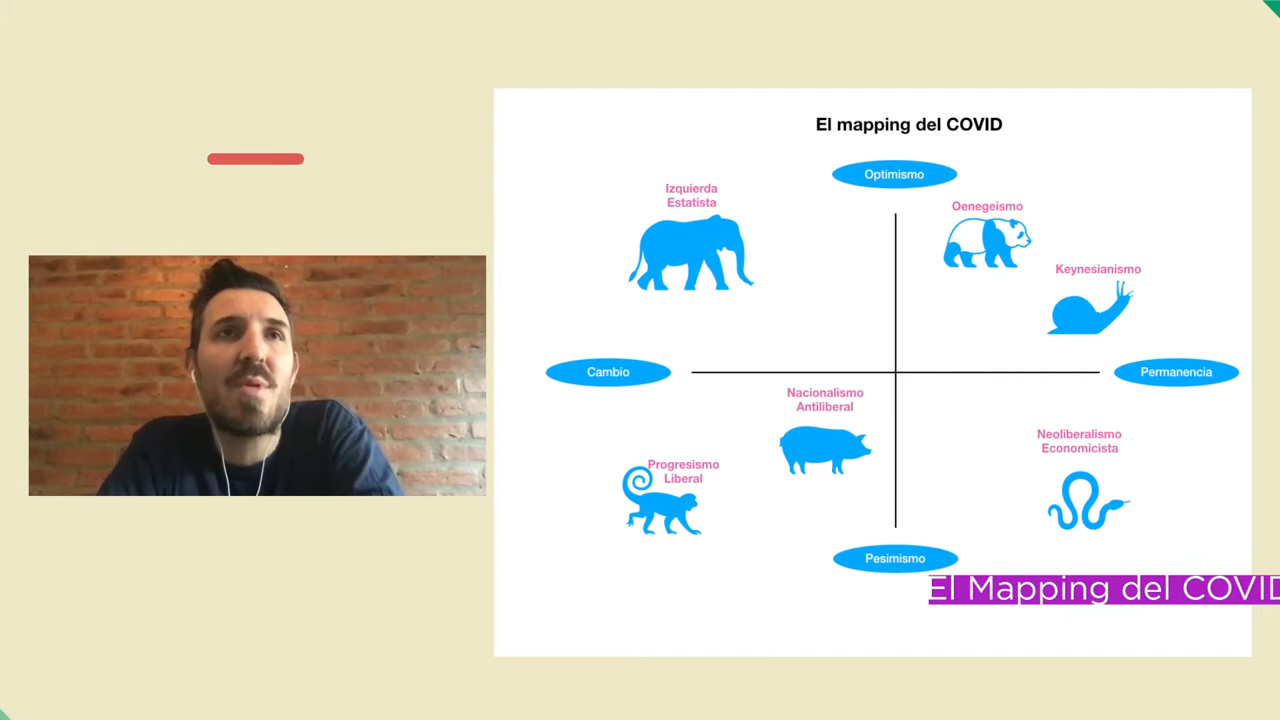 El mapping del COVID
Optimismo
Izquierda
Estatista
Oenegeismo
Keynesianismo
Cambio
Permanencia
Nacionalismo
Antiliberal
Neoliberalismo
Economicista
Progresismo
Liberal
Pesimismo
El Mapping del COVID